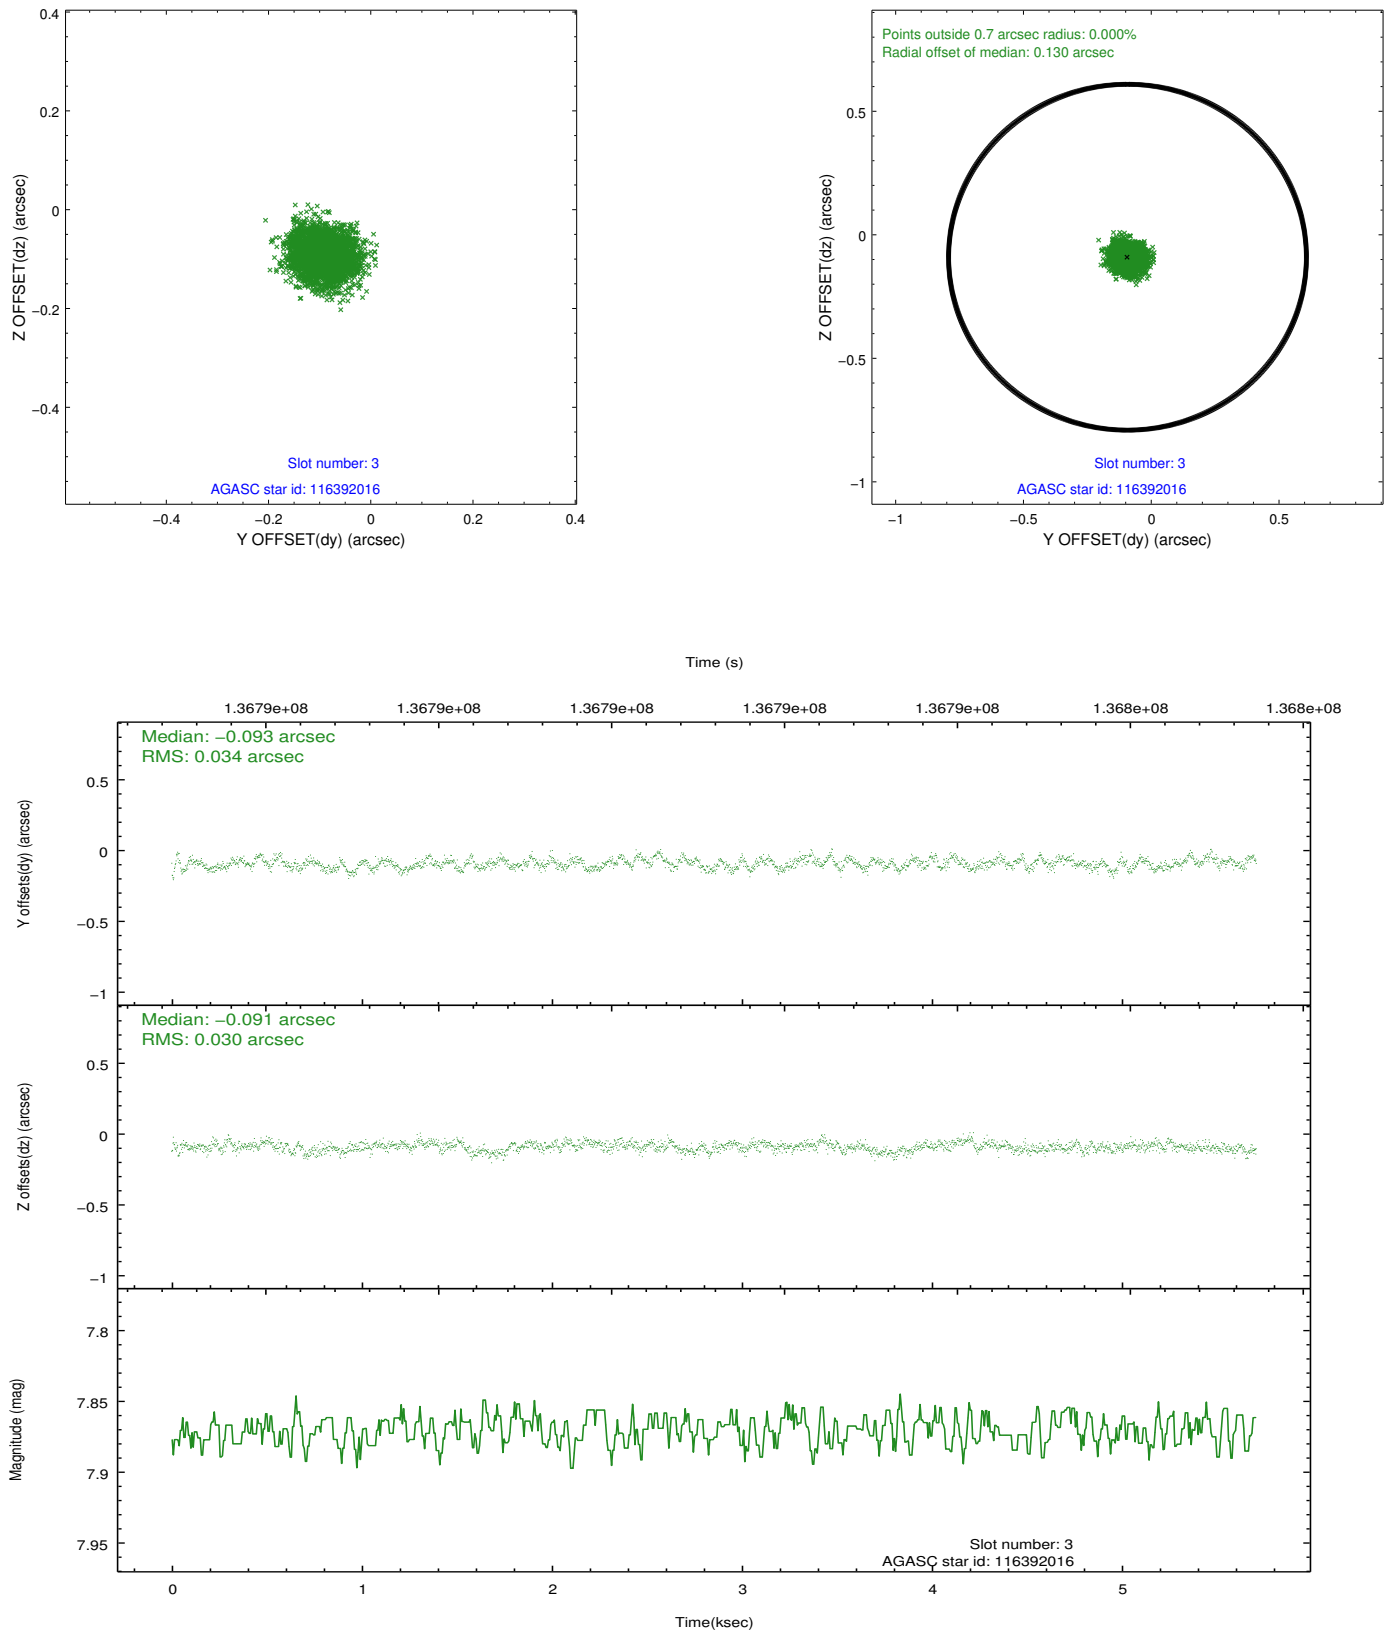 0.4
0.2
0
−0.2
−0.4
Z OFFSET(dz) (arcsec)
Slot number: 3
AGASC star id: 116392016
−0.4 −0.2 0 0.2 0.4
Y OFFSET(dy) (arcsec)
Points outside 0.7 arcsec radius: 0.000%
Radial offset of median: 0.130 arcsec
0.5
0
−0.5
−1
Z OFFSET(dz) (arcsec)
Slot number: 3
AGASC star id: 116392016
−1 −0.5 0 0.5
Y OFFSET(dy) (arcsec)
Time (s)
1.3679e+08 1.3679e+08 1.3679e+08 1.3679e+08 1.3679e+08 1.368e+08 1.368e+08
Median: −0.093 arcsec
RMS: 0.034 arcsec
0.5
0
−0.5
−1
Y offsets(dy) (arcsec)
Median: −0.091 arcsec
RMS: 0.030 arcsec
0.5
0
−0.5
−1
Z offsets(dz) (arcsec)
7.8
7.85
7.9
7.95
Magnitude (mag)
Slot number: 3
AGASC star id: 116392016
0 1 2 3 4 5
Time(ksec)